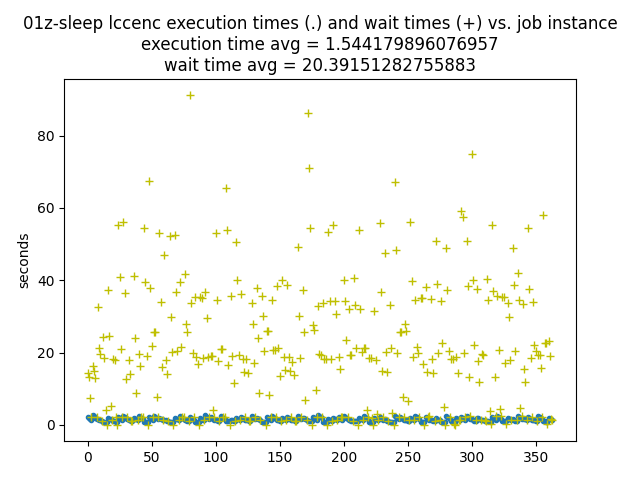 01z-sleep lccenc execution times (.) and wait times (+) vs. job instance
execution time avg = 1.544179896076957
wait time avg = 20.39151282755883
seconds
80
60
40
20
0
0 50 100 150 200 250 300 350